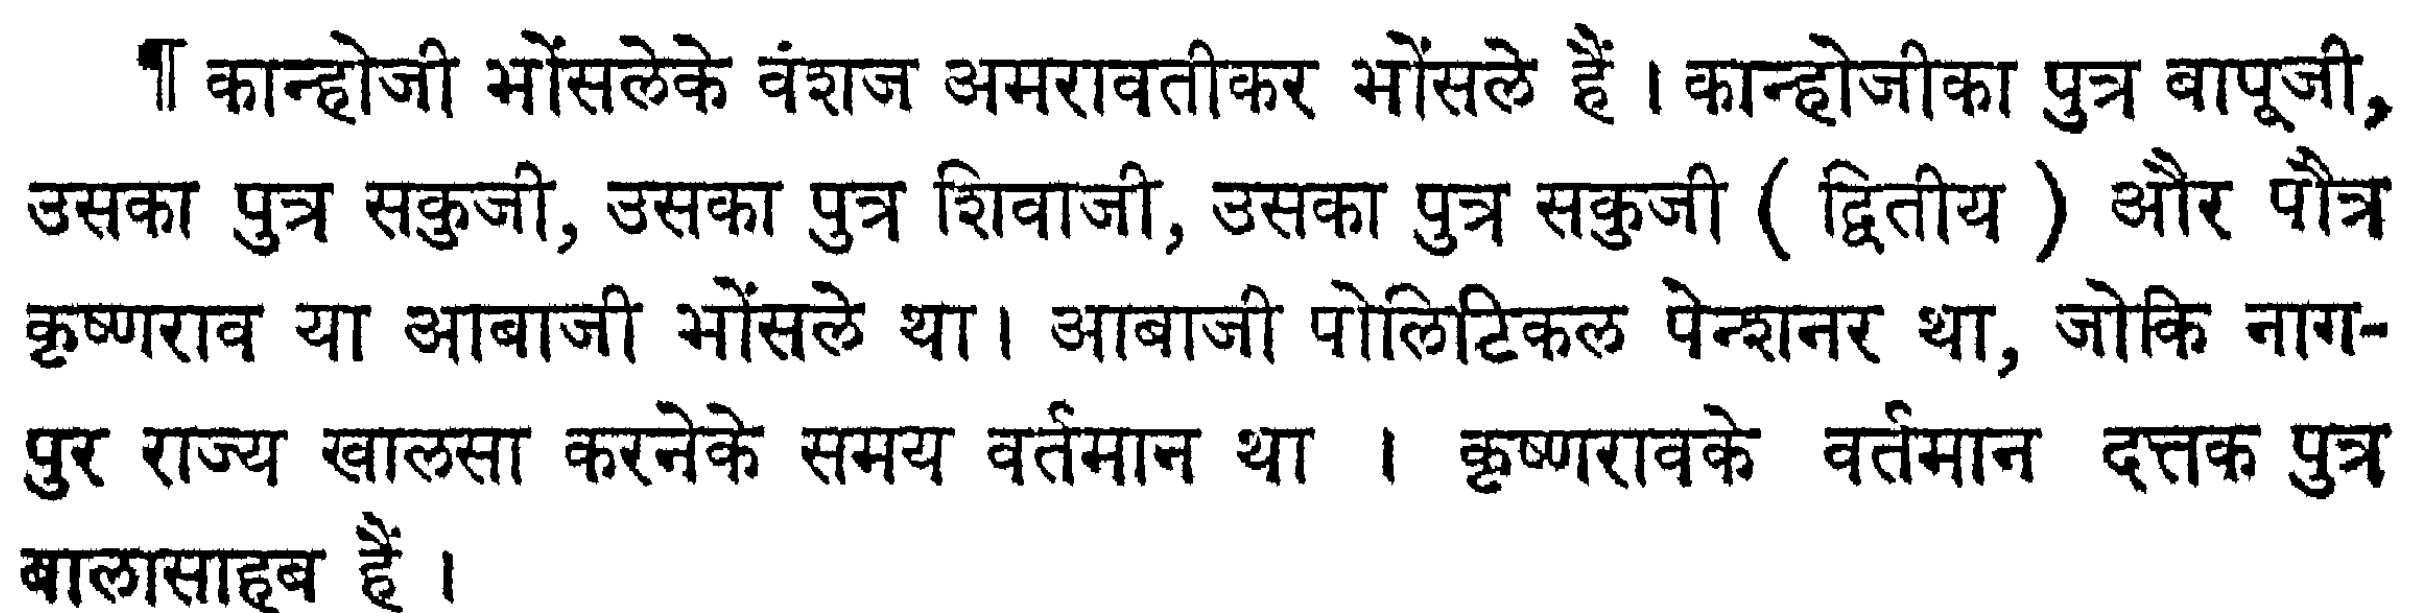 ¶ कान्होजी भोंसलेके वंशज अमरावतीकर भोंसले हैं । कान्होजीका पुत्र बापूजी,
उसका पुत्र सकुजी, उसका पुत्र शिवाजी, उसका पुत्र सकुजी ( द्वितीय ) और पौत्र
कृष्णराव या आबाजी भोंसले था । आबाजी पोलिटिकल पेन्शनर था, जोकि नाग-
पुर राज्य खालसा करनेके समय वर्तमान था । कृष्णरावके वर्तमान दत्तक पुत्र
बालासाहब हैं ।